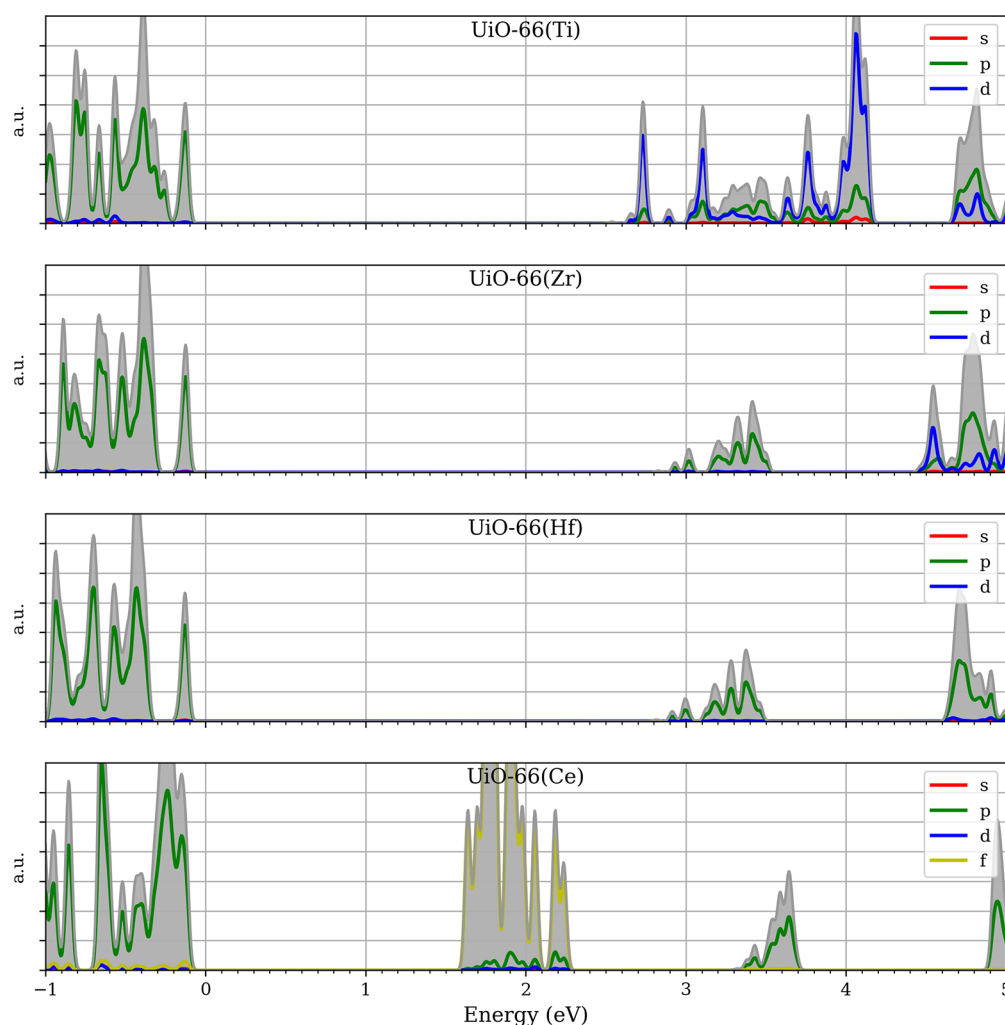 UiO-66(Ti)
a.u.
s
p
d
UiO-66(Zr)
a.u.
s
p
d
UiO-66(Hf)
a.u.
s
p
d
UiO-66(Ce)
a.u.
s
p
d
f
−1 0 1 2 3 4 5
Energy (eV)